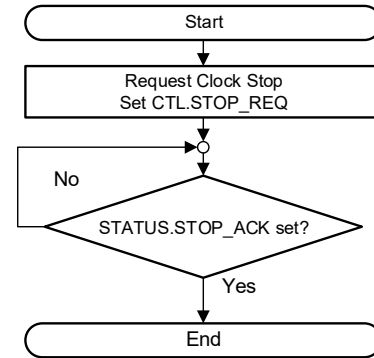 Start
Request Clock Stop
Set CTL.STOP_REQ
No
STATUS.STOP_ACK set?
Yes
End